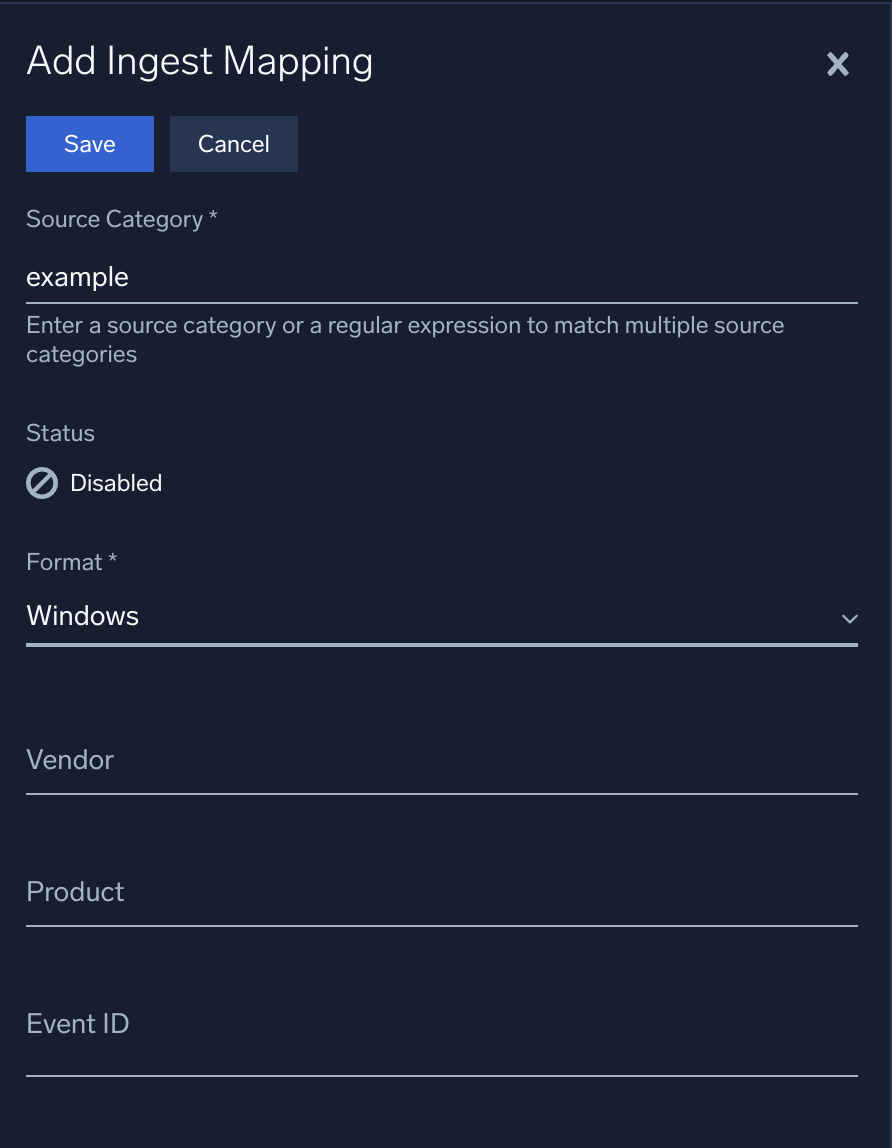 Add Ingest Mapping
Save
Cancel
Source Category *
example
Enter a source category or a regular expression to match multiple source
categories
Status
Disabled
Format *
Windows
Vendor
Product
Event ID